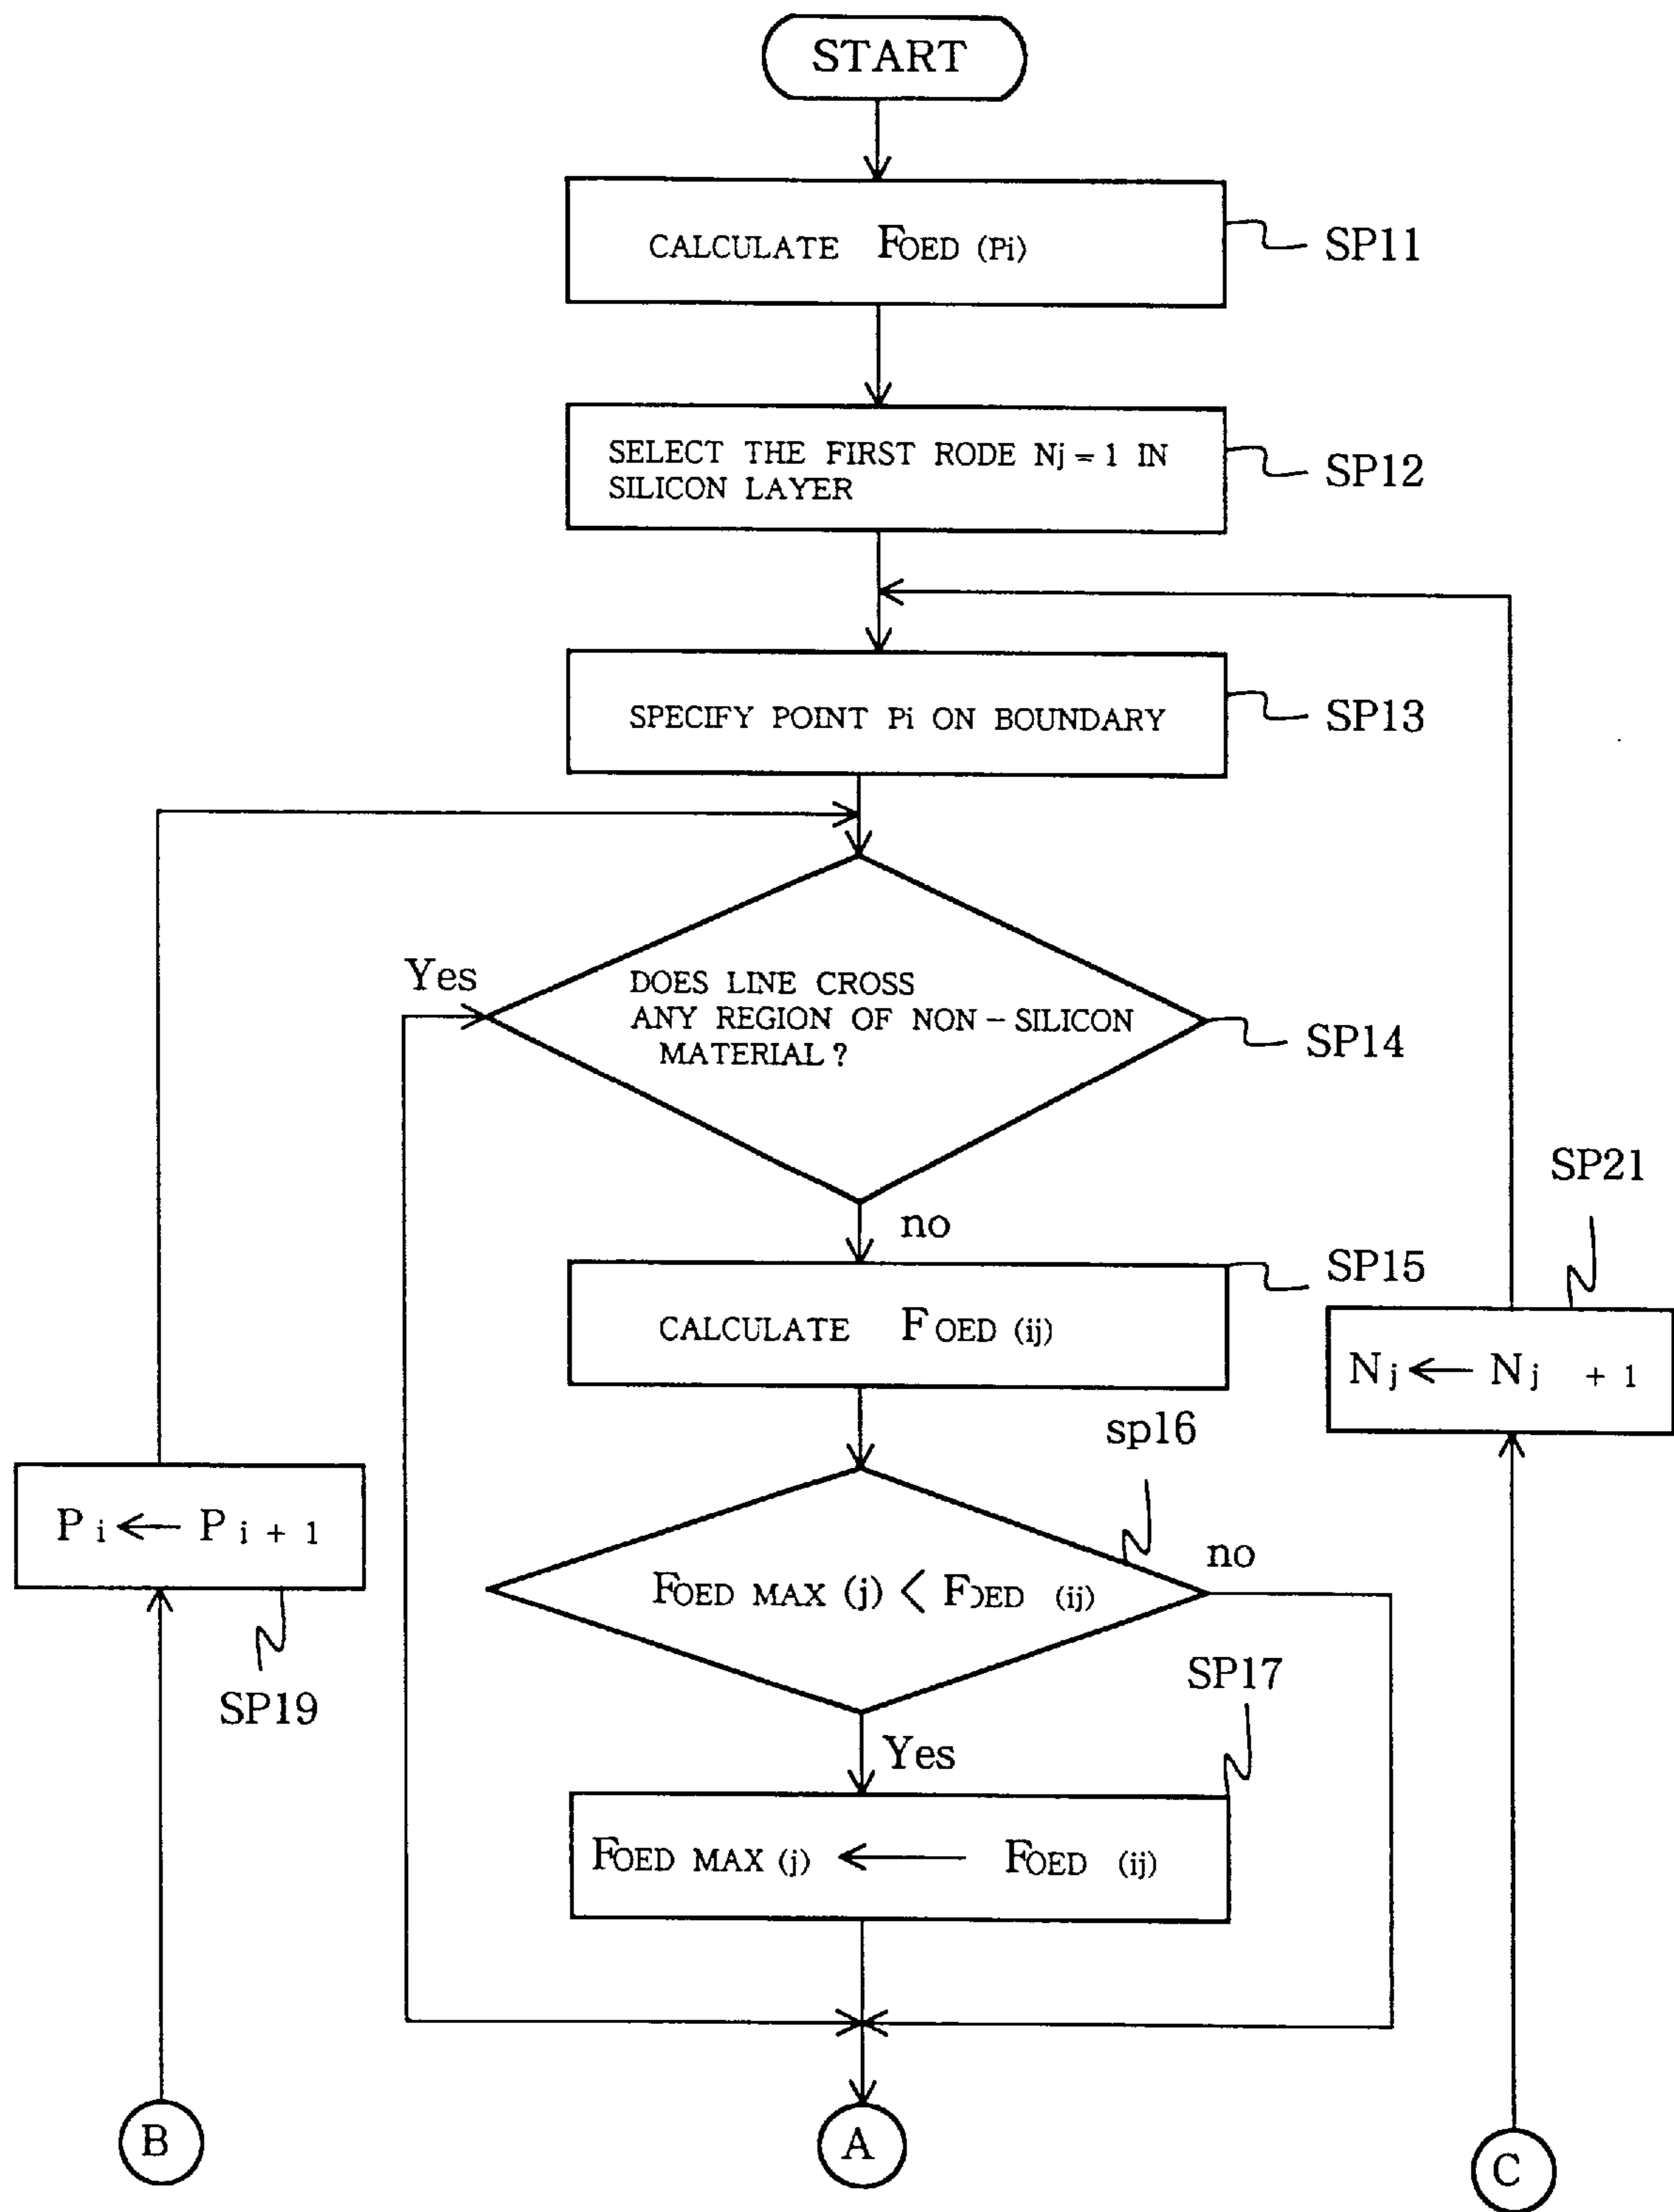 START
CALCULATE FOED (Pi)
SP11
SELECT THE FIRST RODE Nj = 1 IN
SILICON LAYER
SP12
SPECIFY POINT Pi ON BOUNDARY
SP13
Yes
DOES LINE CROSS
ANY REGION OF NON - SILICON
MATERIAL ?
SP14
no
SP21
SP15
CALCULATE FOED (ij)
Nj ← Nj + 1
sp16
Pi ← Pi + 1
FOED MAX (j) < FOED (ij)
no
SP19
SP17
Yes
FOED MAX (j) ← FOED (ij)
B
A
C